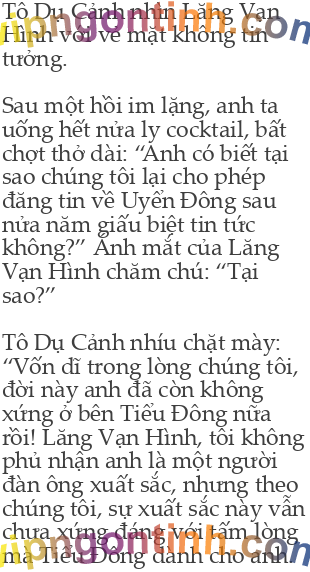 Tô Dụ Cảnh nhìn Lăng Vạn
Hình với vẻ mặt không tin
tưởng.
Sau một hồi im lặng, anh ta
uống hết nửa ly cocktail, bất
chợt thở dài: “Anh có biết tại
sao chúng tôi lại cho phép
đăng tin về Uyển Đông sau
nửa năm giấu biệt tin tức
không?” Ánh mắt của Lăng
Vạn Hình chăm chú: “Tại
sao?”
Tô Dụ Cảnh nhíu chặt mày:
“Vốn dĩ trong lòng chúng tôi,
đời này anh đã còn không
xứng ở bên Tiểu Đông nữa
rồi! Lăng Vạn Hình, tôi không
phủ nhận anh là một người
đàn ông xuất sắc, nhưng theo
chúng tôi, sự xuất sắc này vẫn
chưa xứng đáng với tấm lòng
mà Tiểu Đông dành cho anh
vipngontinh.com
vipngontinh.com